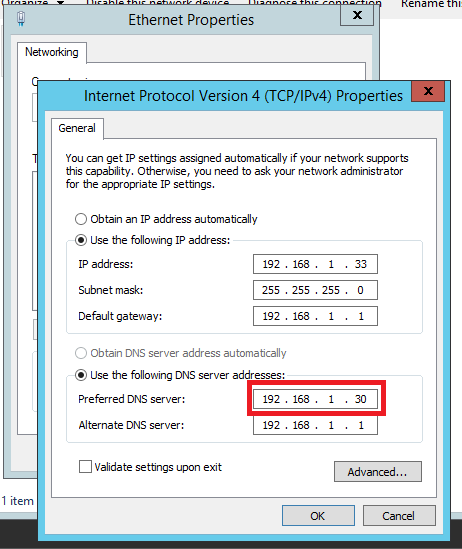 Organize Disable this network device Diagnose this connection Rename this
Ethernet Properties
x
Networking
Internet Protocol Version 4 (TCP/IPv4) Properties
x
General
You can get IP settings assigned automatically if your network supports
this capability. Otherwise, you need to ask your network administrator
for the appropriate IP settings.
Obtain an IP address automatically
Use the following IP address:
IP address: 192 . 168 . 1 . 33
Subnet mask: 255 . 255 . 255 . 0
Default gateway: 192 . 168 . 1 . 1
Obtain DNS server address automatically
Use the following DNS server addresses:
Preferred DNS server: 192 . 168 . 1 . 30
Alternate DNS server: 192 . 168 . 1 . 1
Validate settings upon exit
Advanced...
1 item
OK Cancel